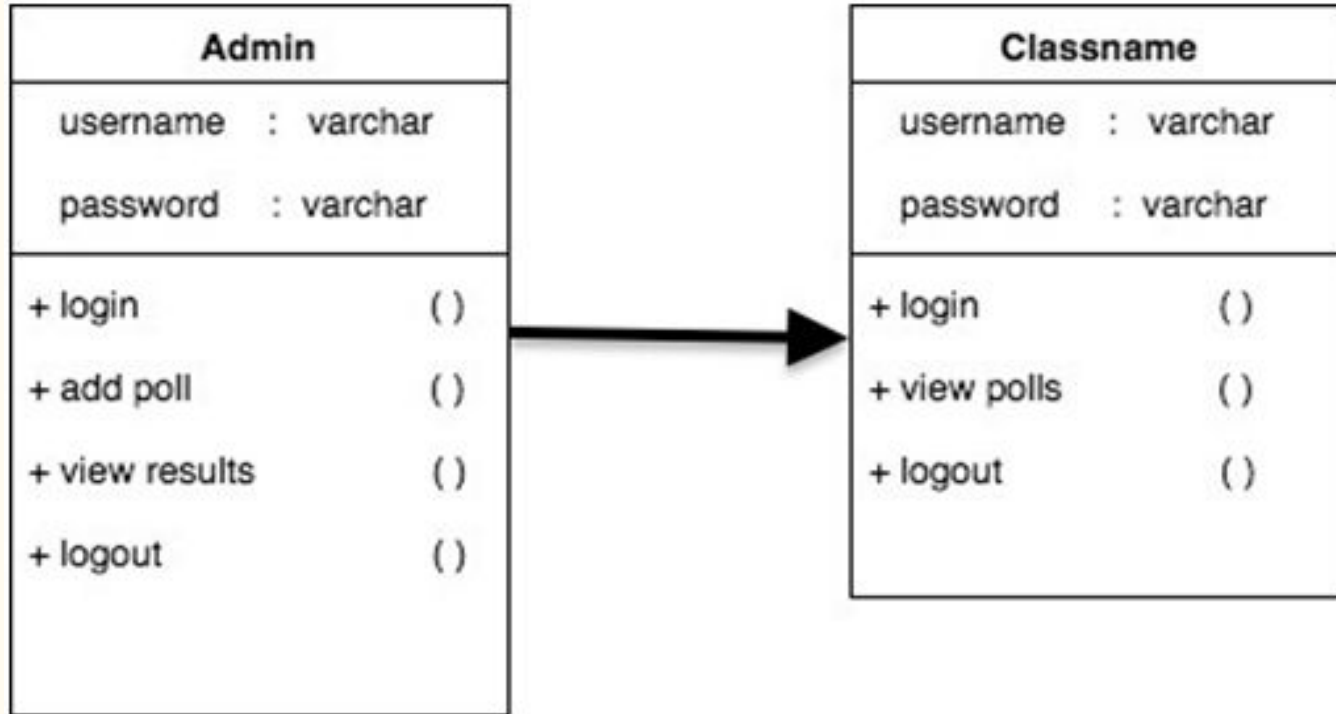 Admin
username : varchar
password : varchar
+ login ( )
+ add poll ( )
+ view results ( )
+ logout ( )
Classname
username : varchar
password : varchar
+ login ( )
+ view polls ( )
+ logout ( )